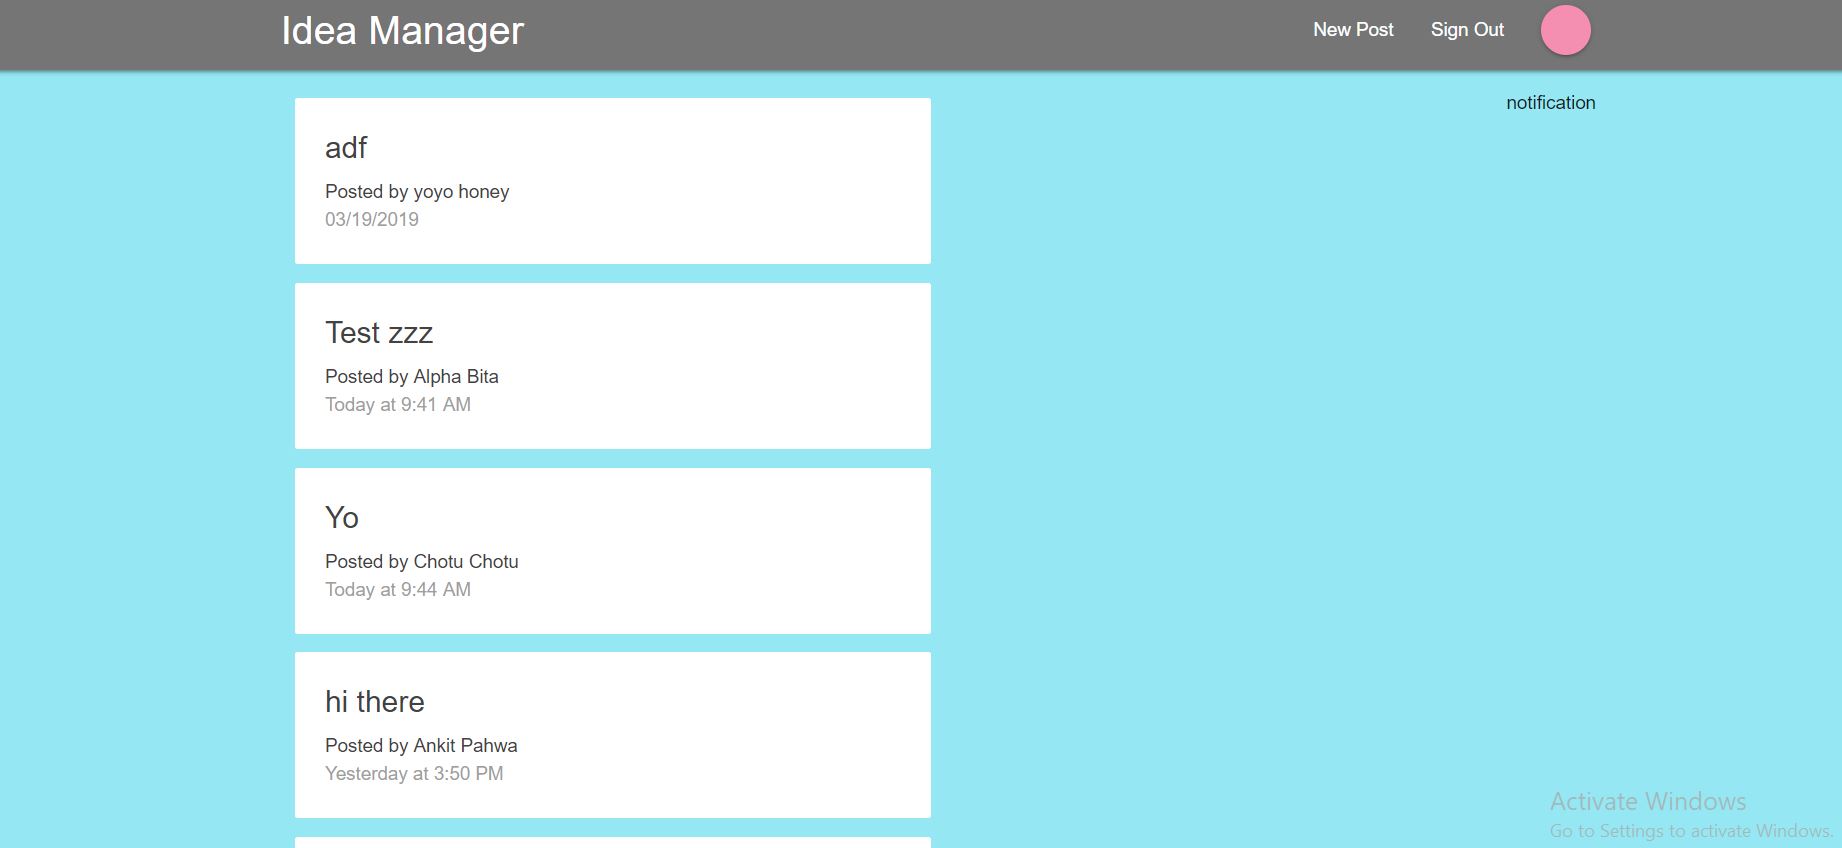 Idea Manager
New Post
Sign Out
notification
adf
Posted by yoyo honey
03/19/2019
Test zzz
Posted by Alpha Bita
Today at 9:41 AM
Yo
Posted by Chotu Chotu
Today at 9:44 AM
hi there
Posted by Ankit Pahwa
Yesterday at 3:50 PM
Activate Windows
Go to Settings to activate Windows.